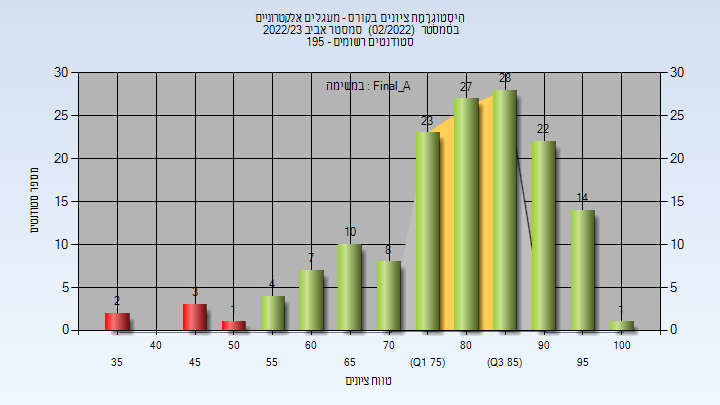 הִיסְטוֹגְרַמַת ציונים בקורס - מעגלים אלקטרוניים
בסמסטר (02/2022) סמסטר אביב 2022/23
סטודנטים רשומים - 195
במשימה : Final_A
מספר סטודנטים
30 25 20 15 10 5 0
30 25 20 15 10 5 0
2 3 1 4 7 10 8 23 27 28 22 14 1
40 50 60 70 80 90 100
35 45 55 65 (Q1 75) (Q3 85) 95
טווח ציונים